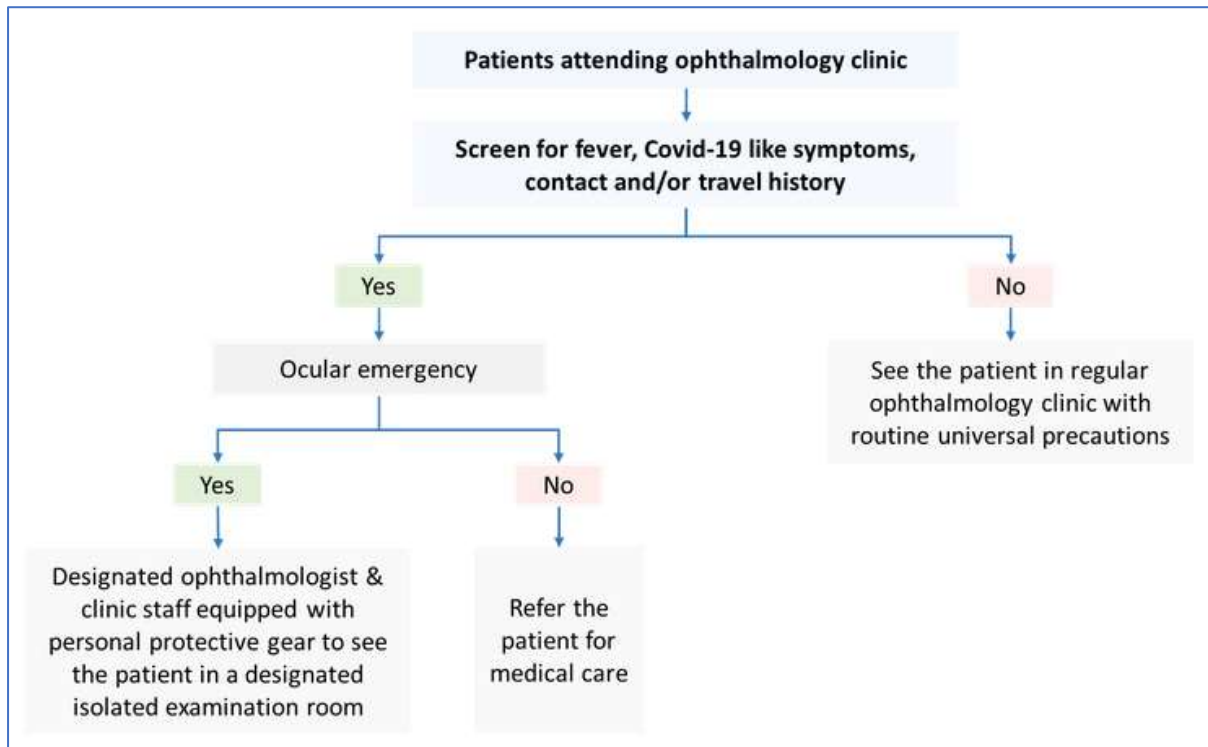 Patients attending ophthalmology clinic
Screen for fever, Covid-19 like symptoms,
contact and/or travel history
Yes
No
Ocular emergency
See the patient in regular
ophthalmology clinic with
routine universal precautions
Yes
No
Designated ophthalmologist &
clinic staff equipped with
personal protective gear to see
the patient in a designated
isolated examination room
Refer the
patient for
medical care